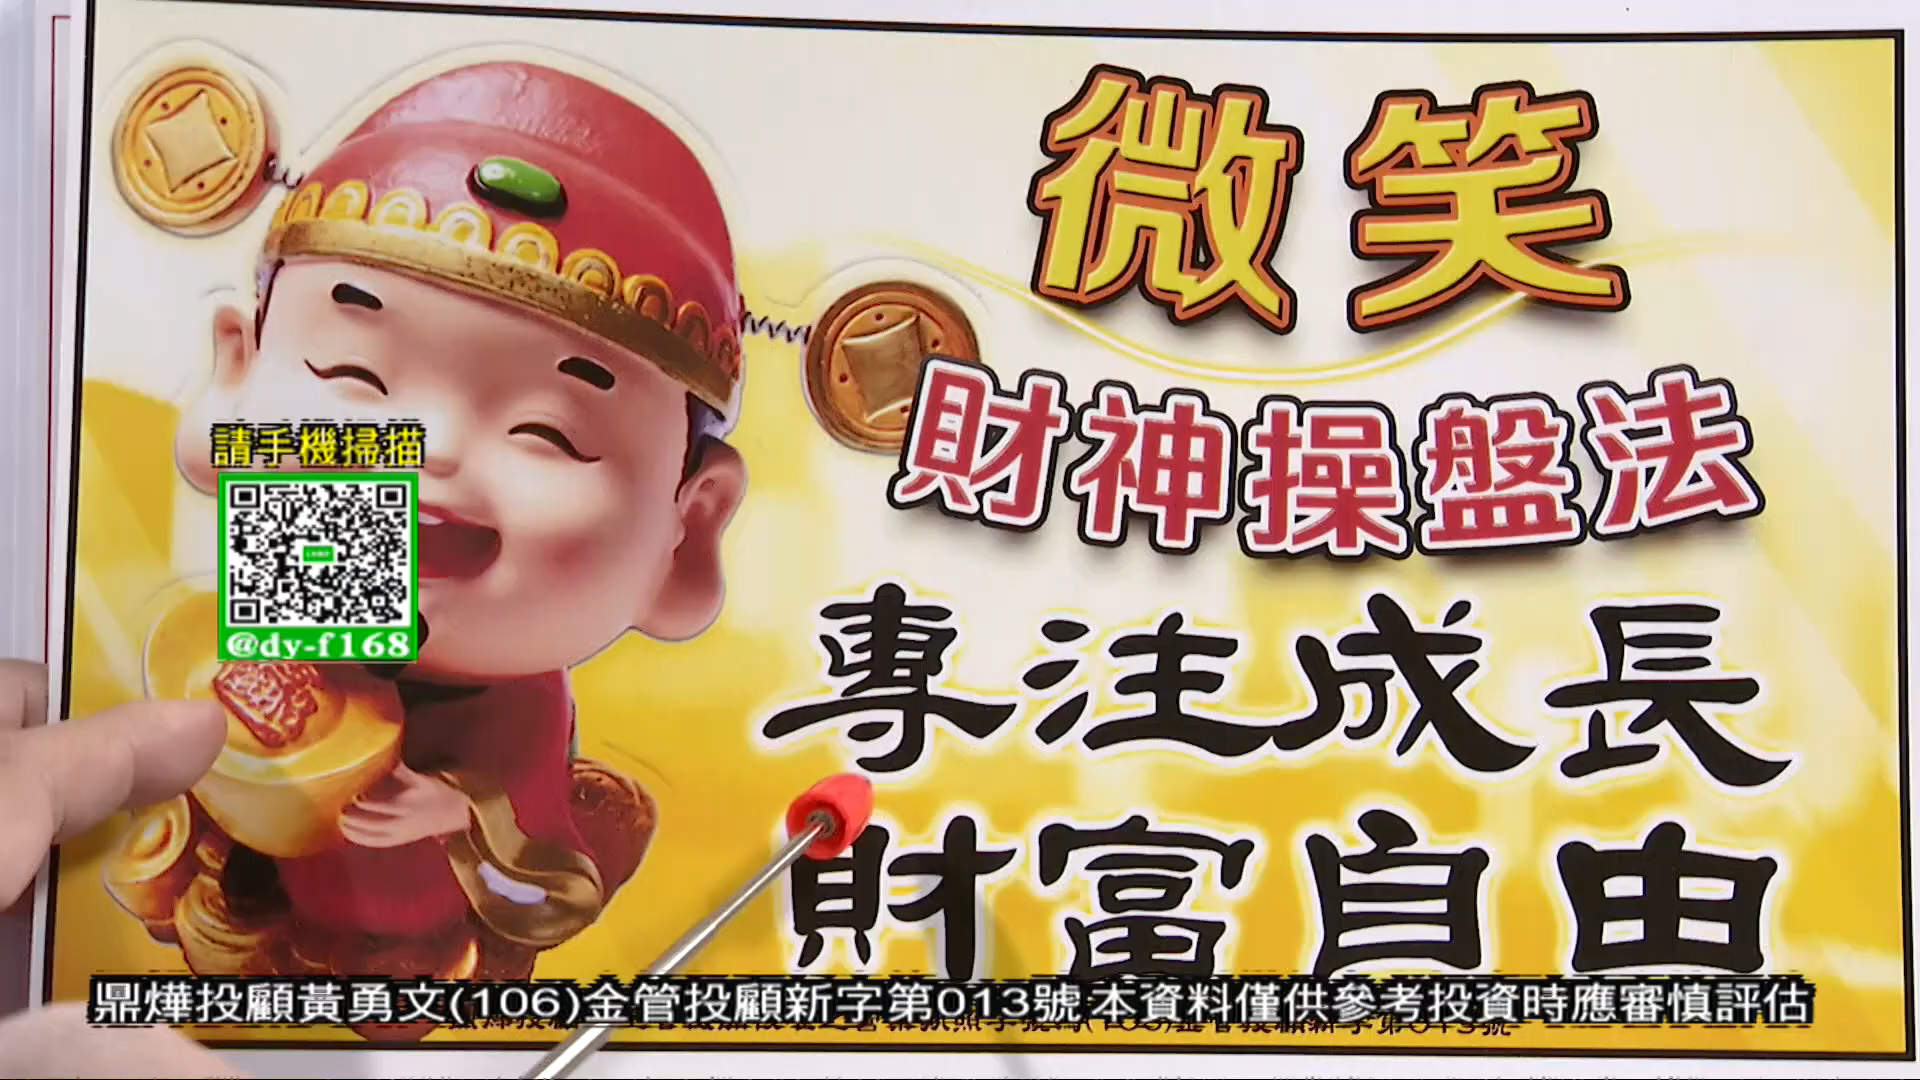 微笑
財神操盤法
請手機掃描
@dy-f168
專注成長
財富自由
鼎燁投顧黃勇文(106)金管投顧新字第013號 本資料僅供參考投資時應審慎評估